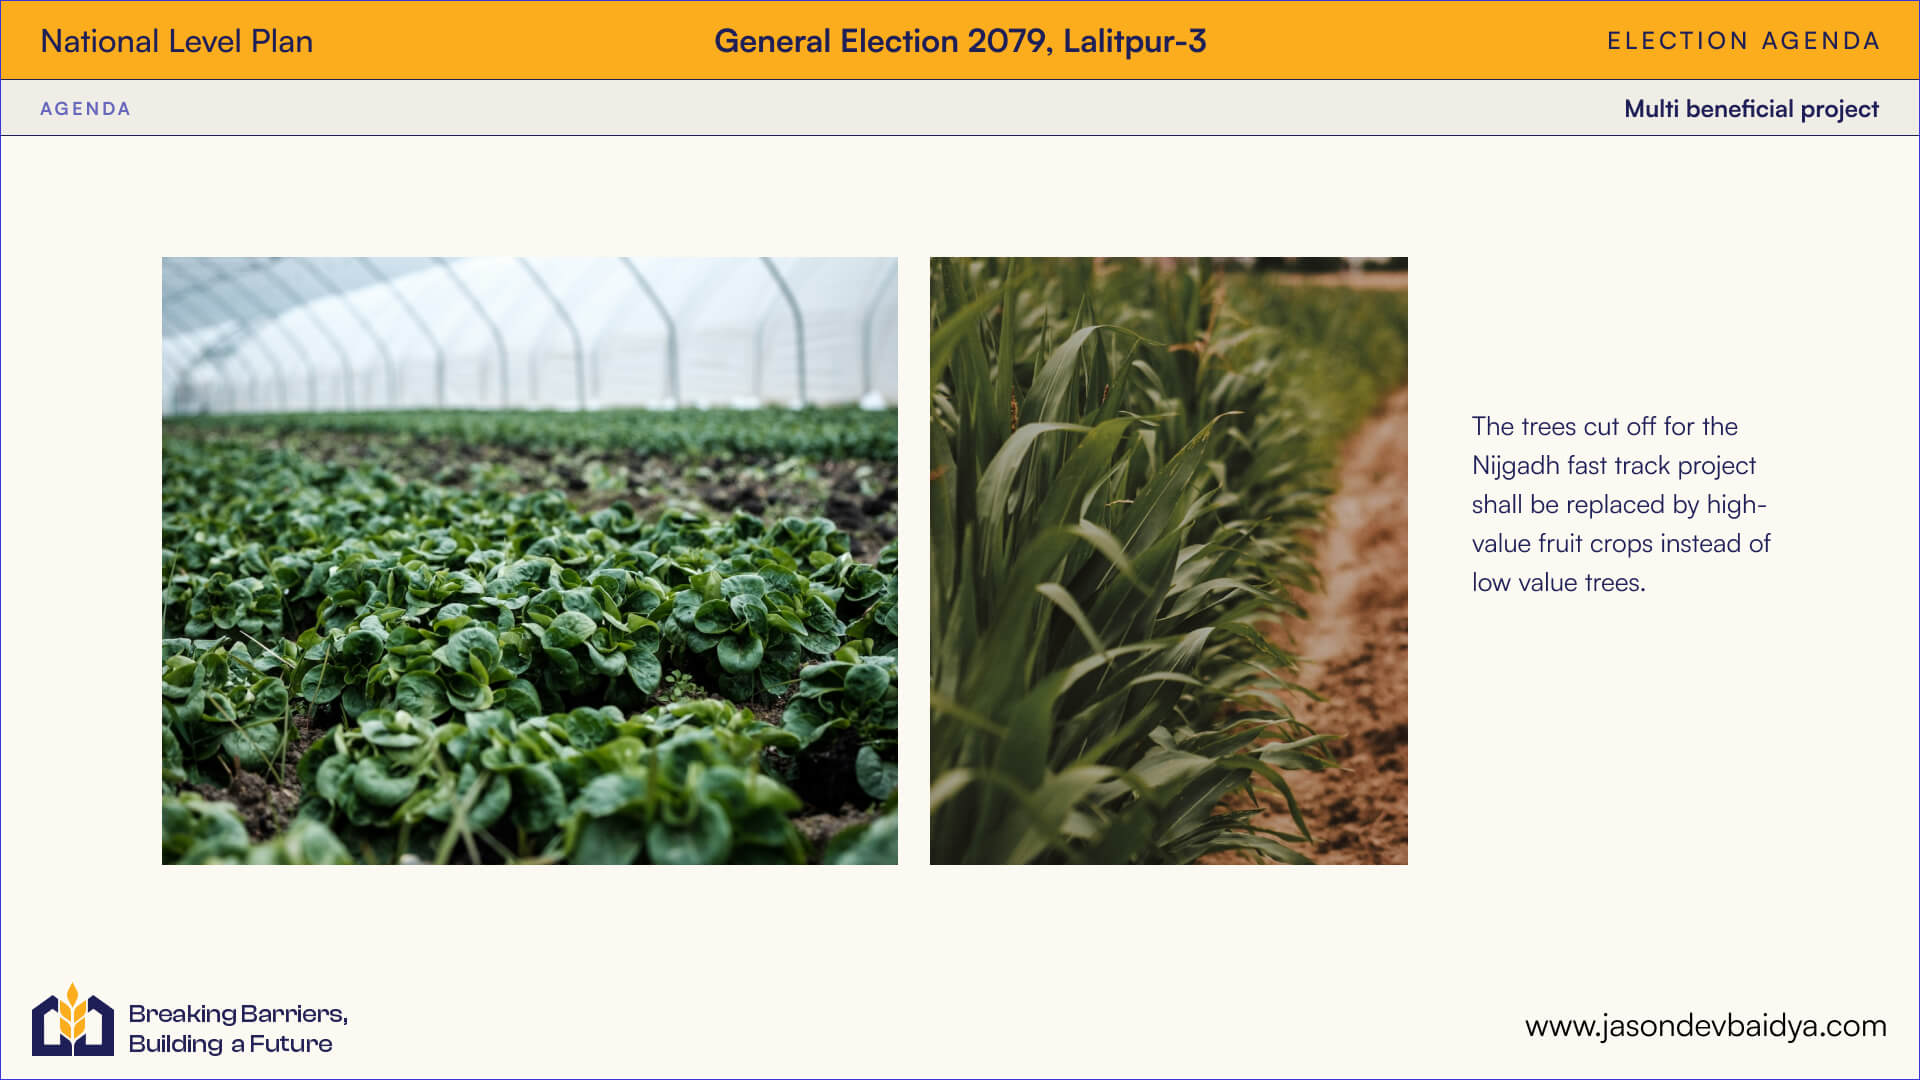 National Level Plan
General Election 2079, Lalitpur-3
ELECTION AGENDA
AGENDA
Multi beneficial project
The trees cut off for the
Nijgadh fast track project
shall be replaced by high-
value fruit crops instead of
low value trees.
Breaking Barriers,
Building a Future
www.jasondevbaidya.com